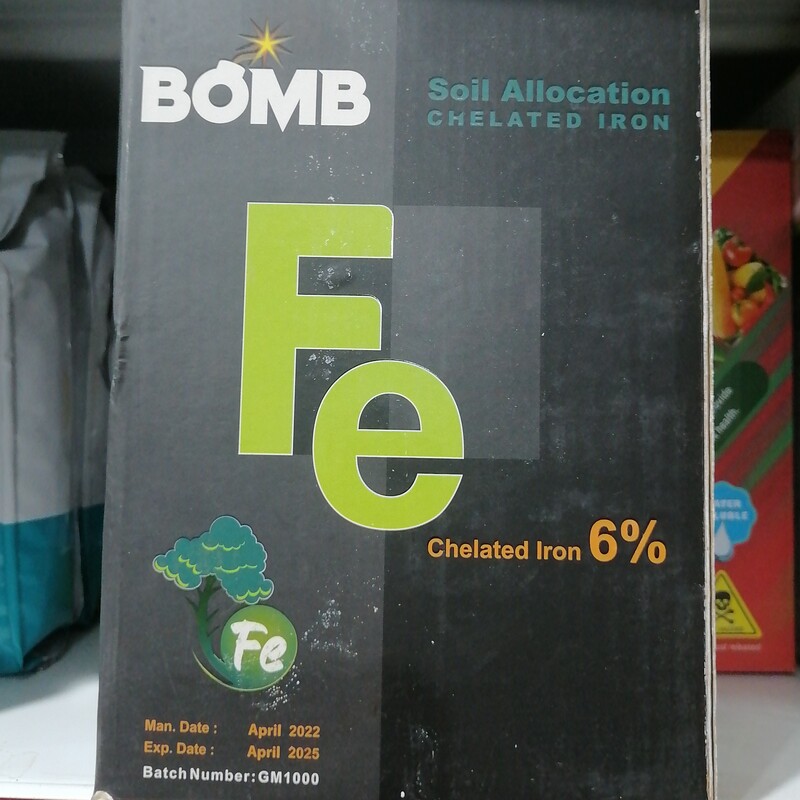 BOMB
Soil Allocation
CHELATED IRON
Fe
Chelated Iron 6%
Fe
Man. Date : April 2022
Exp. Date : April 2025
Batch Number: GM1000
health.